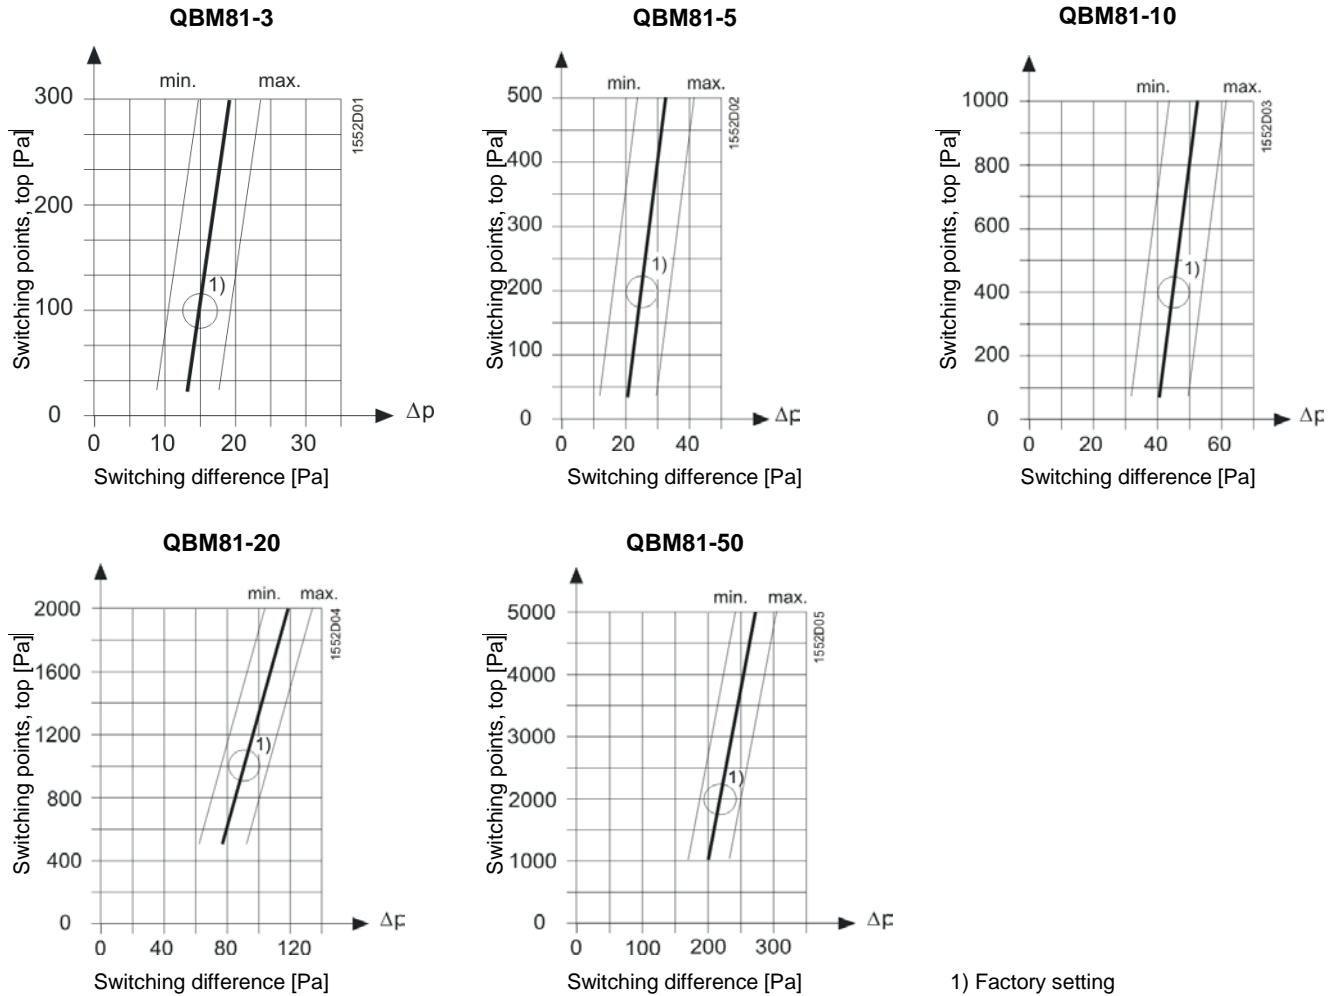 QBM81-3
min.
max.
300
200
100
0
0
10
20
30
Δp
1)
1552D01
Switching points, top [Pa]
Switching difference [Pa]
QBM81-5
min.
max.
500
400
300
200
100
0
0
20
40
Δp
1)
1552D02
Switching points, top [Pa]
Switching difference [Pa]
QBM81-10
min.
max.
1000
800
600
400
200
0
0
20
40
60
Δp
1)
1552D03
Switching points, top [Pa]
Switching difference [Pa]
QBM81-20
min.
max.
2000
1600
1200
800
400
0
0
40
80
120
Δp
1)
1552D04
Switching points, top [Pa]
Switching difference [Pa]
QBM81-50
min.
max.
5000
4000
3000
2000
1000
0
0
100
200
300
Δp
1)
1552D05
Switching points, top [Pa]
Switching difference [Pa]
1) Factory setting